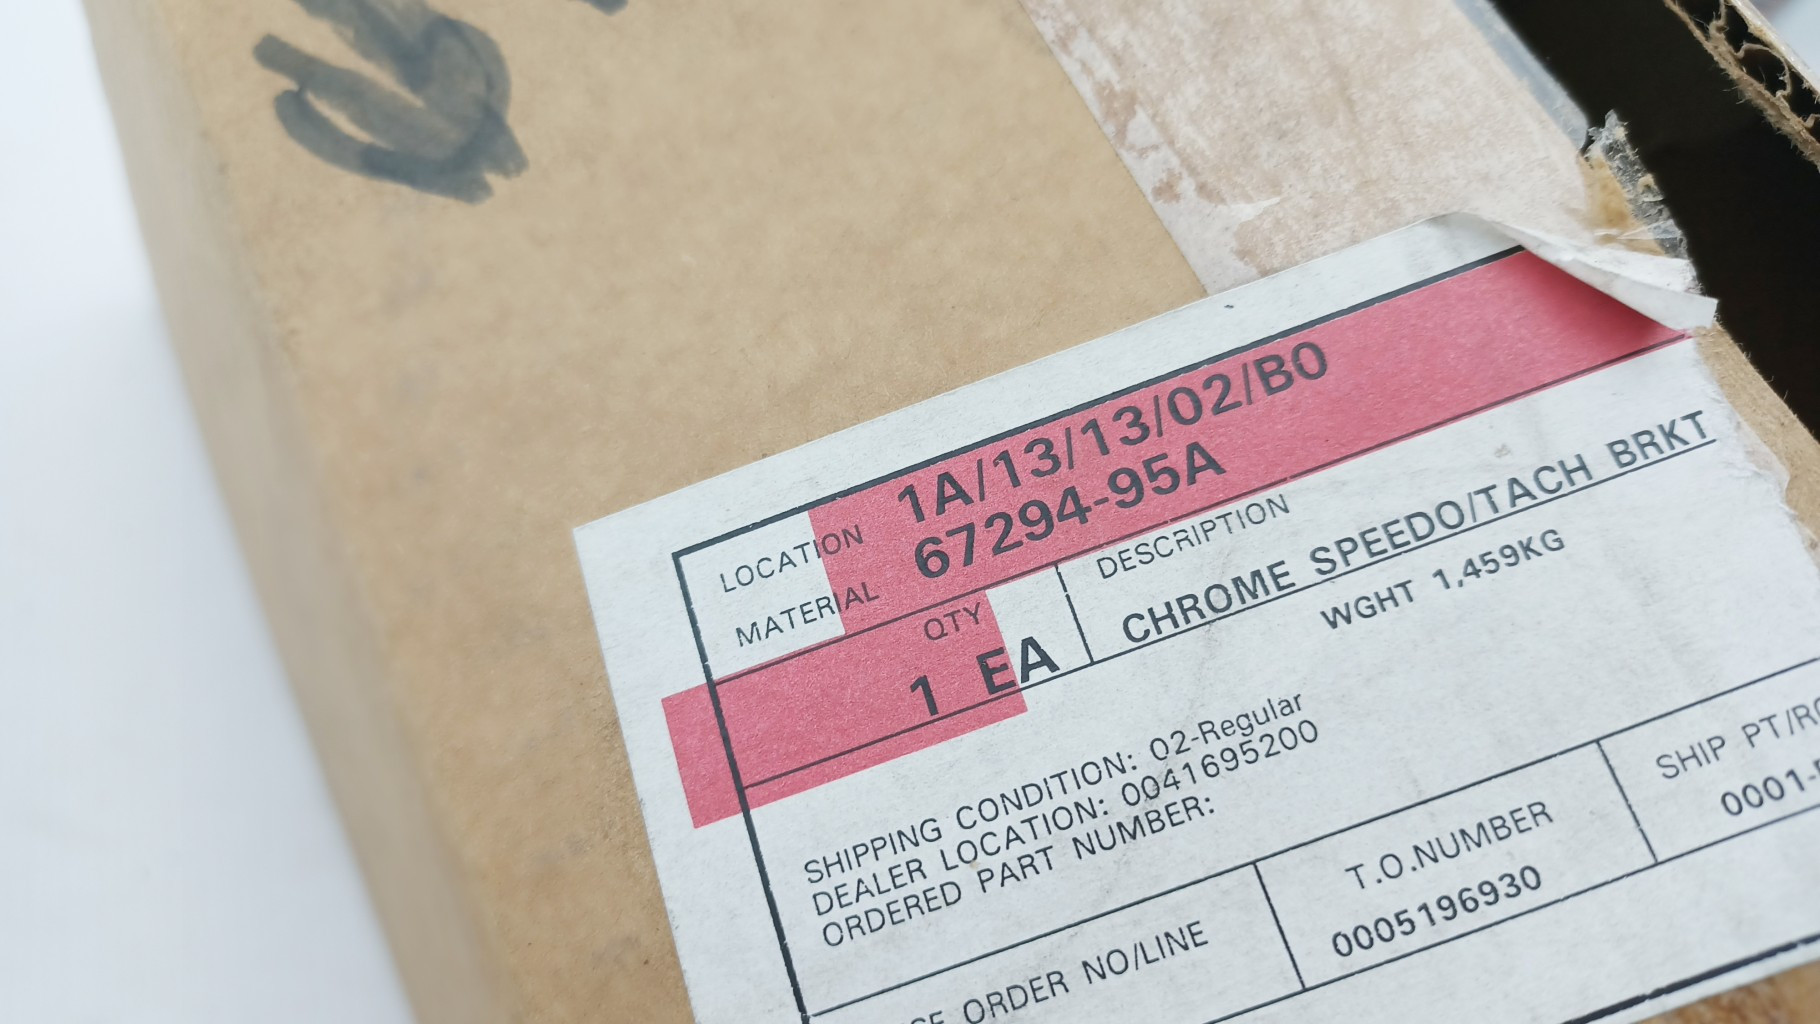 LOCATION 1A/13/13/02/B0
MATERIAL 67294-95A
QTY DESCRIPTION
1 EA CHROME SPEEDO/TACH BRKT
WGHT 1,459KG
SHIPPING CONDITION: 02-Regular
DEALER LOCATION: 0041695200
ORDERED PART NUMBER:
ORDER NO/LINE T.O.NUMBER SHIP PT/
0005196930 0001-